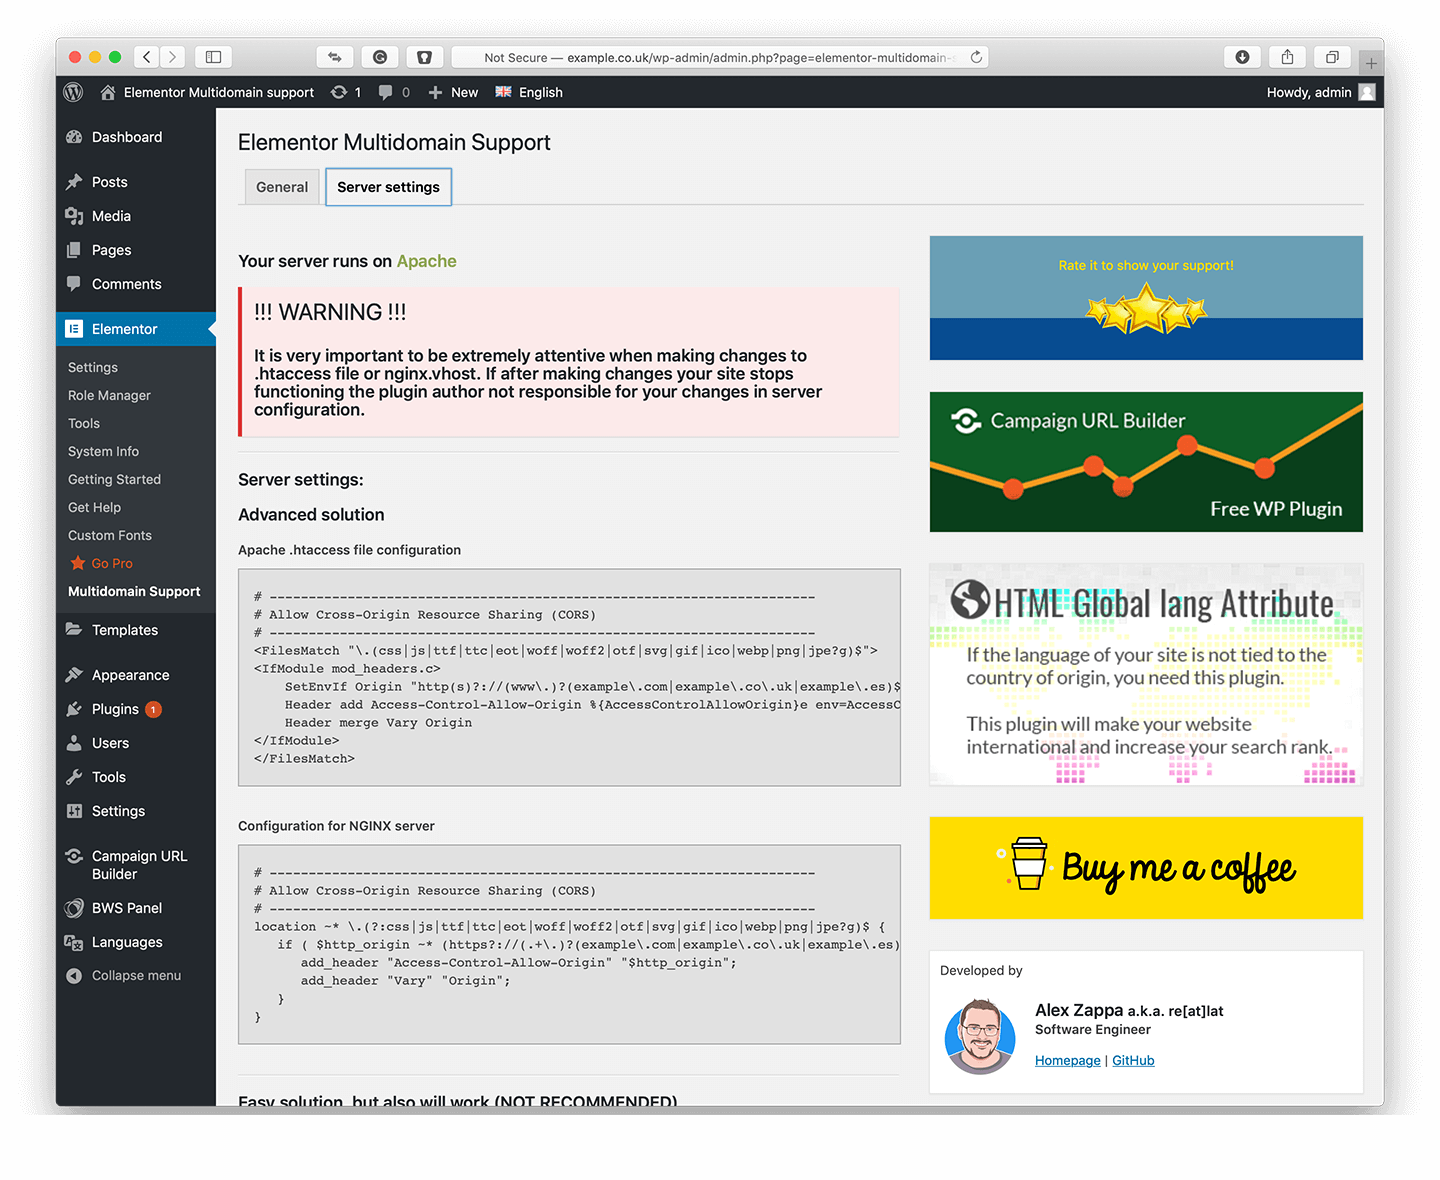 Not Secure — example.co.uk/wp-admin/admin.php?page=elementor-multidomain-s
Elementor Multidomain support 1 0 New English Howdy, admin
Dashboard
Posts
Media
Pages
Comments
Elementor
Settings
Role Manager
Tools
System Info
Getting Started
Get Help
Custom Fonts
Go Pro
Multidomain Support
Templates
Appearance
Plugins 1
Users
Tools
Settings
Campaign URL
Builder
BWS Panel
Languages
Collapse menu
Elementor Multidomain Support
General Server settings
Your server runs on Apache
!!! WARNING !!!
It is very important to be extremely attentive when making changes to
.htaccess file or nginx.vhost. If after making changes your site stops
functioning the plugin author not responsible for your changes in server
configuration.
Server settings:
Advanced solution
Apache .htaccess file configuration
# ----------------------------------------------------------------------
# Allow Cross-Origin Resource Sharing (CORS)
# ----------------------------------------------------------------------
<FilesMatch "\.(css|js|ttf|ttc|eot|woff|woff2|otf|svg|gif|ico|webp|png|jpe?g)$">
<IfModule mod_headers.c>
    SetEnvIf Origin "http(s)?://(www\.)?(example\.com|example\.co\.uk|example\.es)$
    Header add Access-Control-Allow-Origin %{AccessControlAllowOrigin}e env=AccessC
    Header merge Vary Origin
</IfModule>
</FilesMatch>
Configuration for NGINX server
# ----------------------------------------------------------------------
# Allow Cross-Origin Resource Sharing (CORS)
# ----------------------------------------------------------------------
location ~* \.(?:css|js|ttf|ttc|eot|woff|woff2|otf|svg|gif|ico|webp|png|jpe?g)$ {
   if ( $http_origin ~* (https?://(.+\.)?(example\.com|example\.co\.uk|example\.es)
      add_header "Access-Control-Allow-Origin" "$http_origin";
      add_header "Vary" "Origin";
   }
}
Easy solution, but also will work (NOT RECOMMENDED)
Rate it to show your support!
Campaign URL Builder
Free WP Plugin
HTML Global lang Attribute
If the language of your site is not tied to the
country of origin, you need this plugin.
This plugin will make your website
international and increase your search rank.
Buy me a coffee
Developed by
Alex Zappa a.k.a. re[at]lat
Software Engineer
Homepage | GitHub